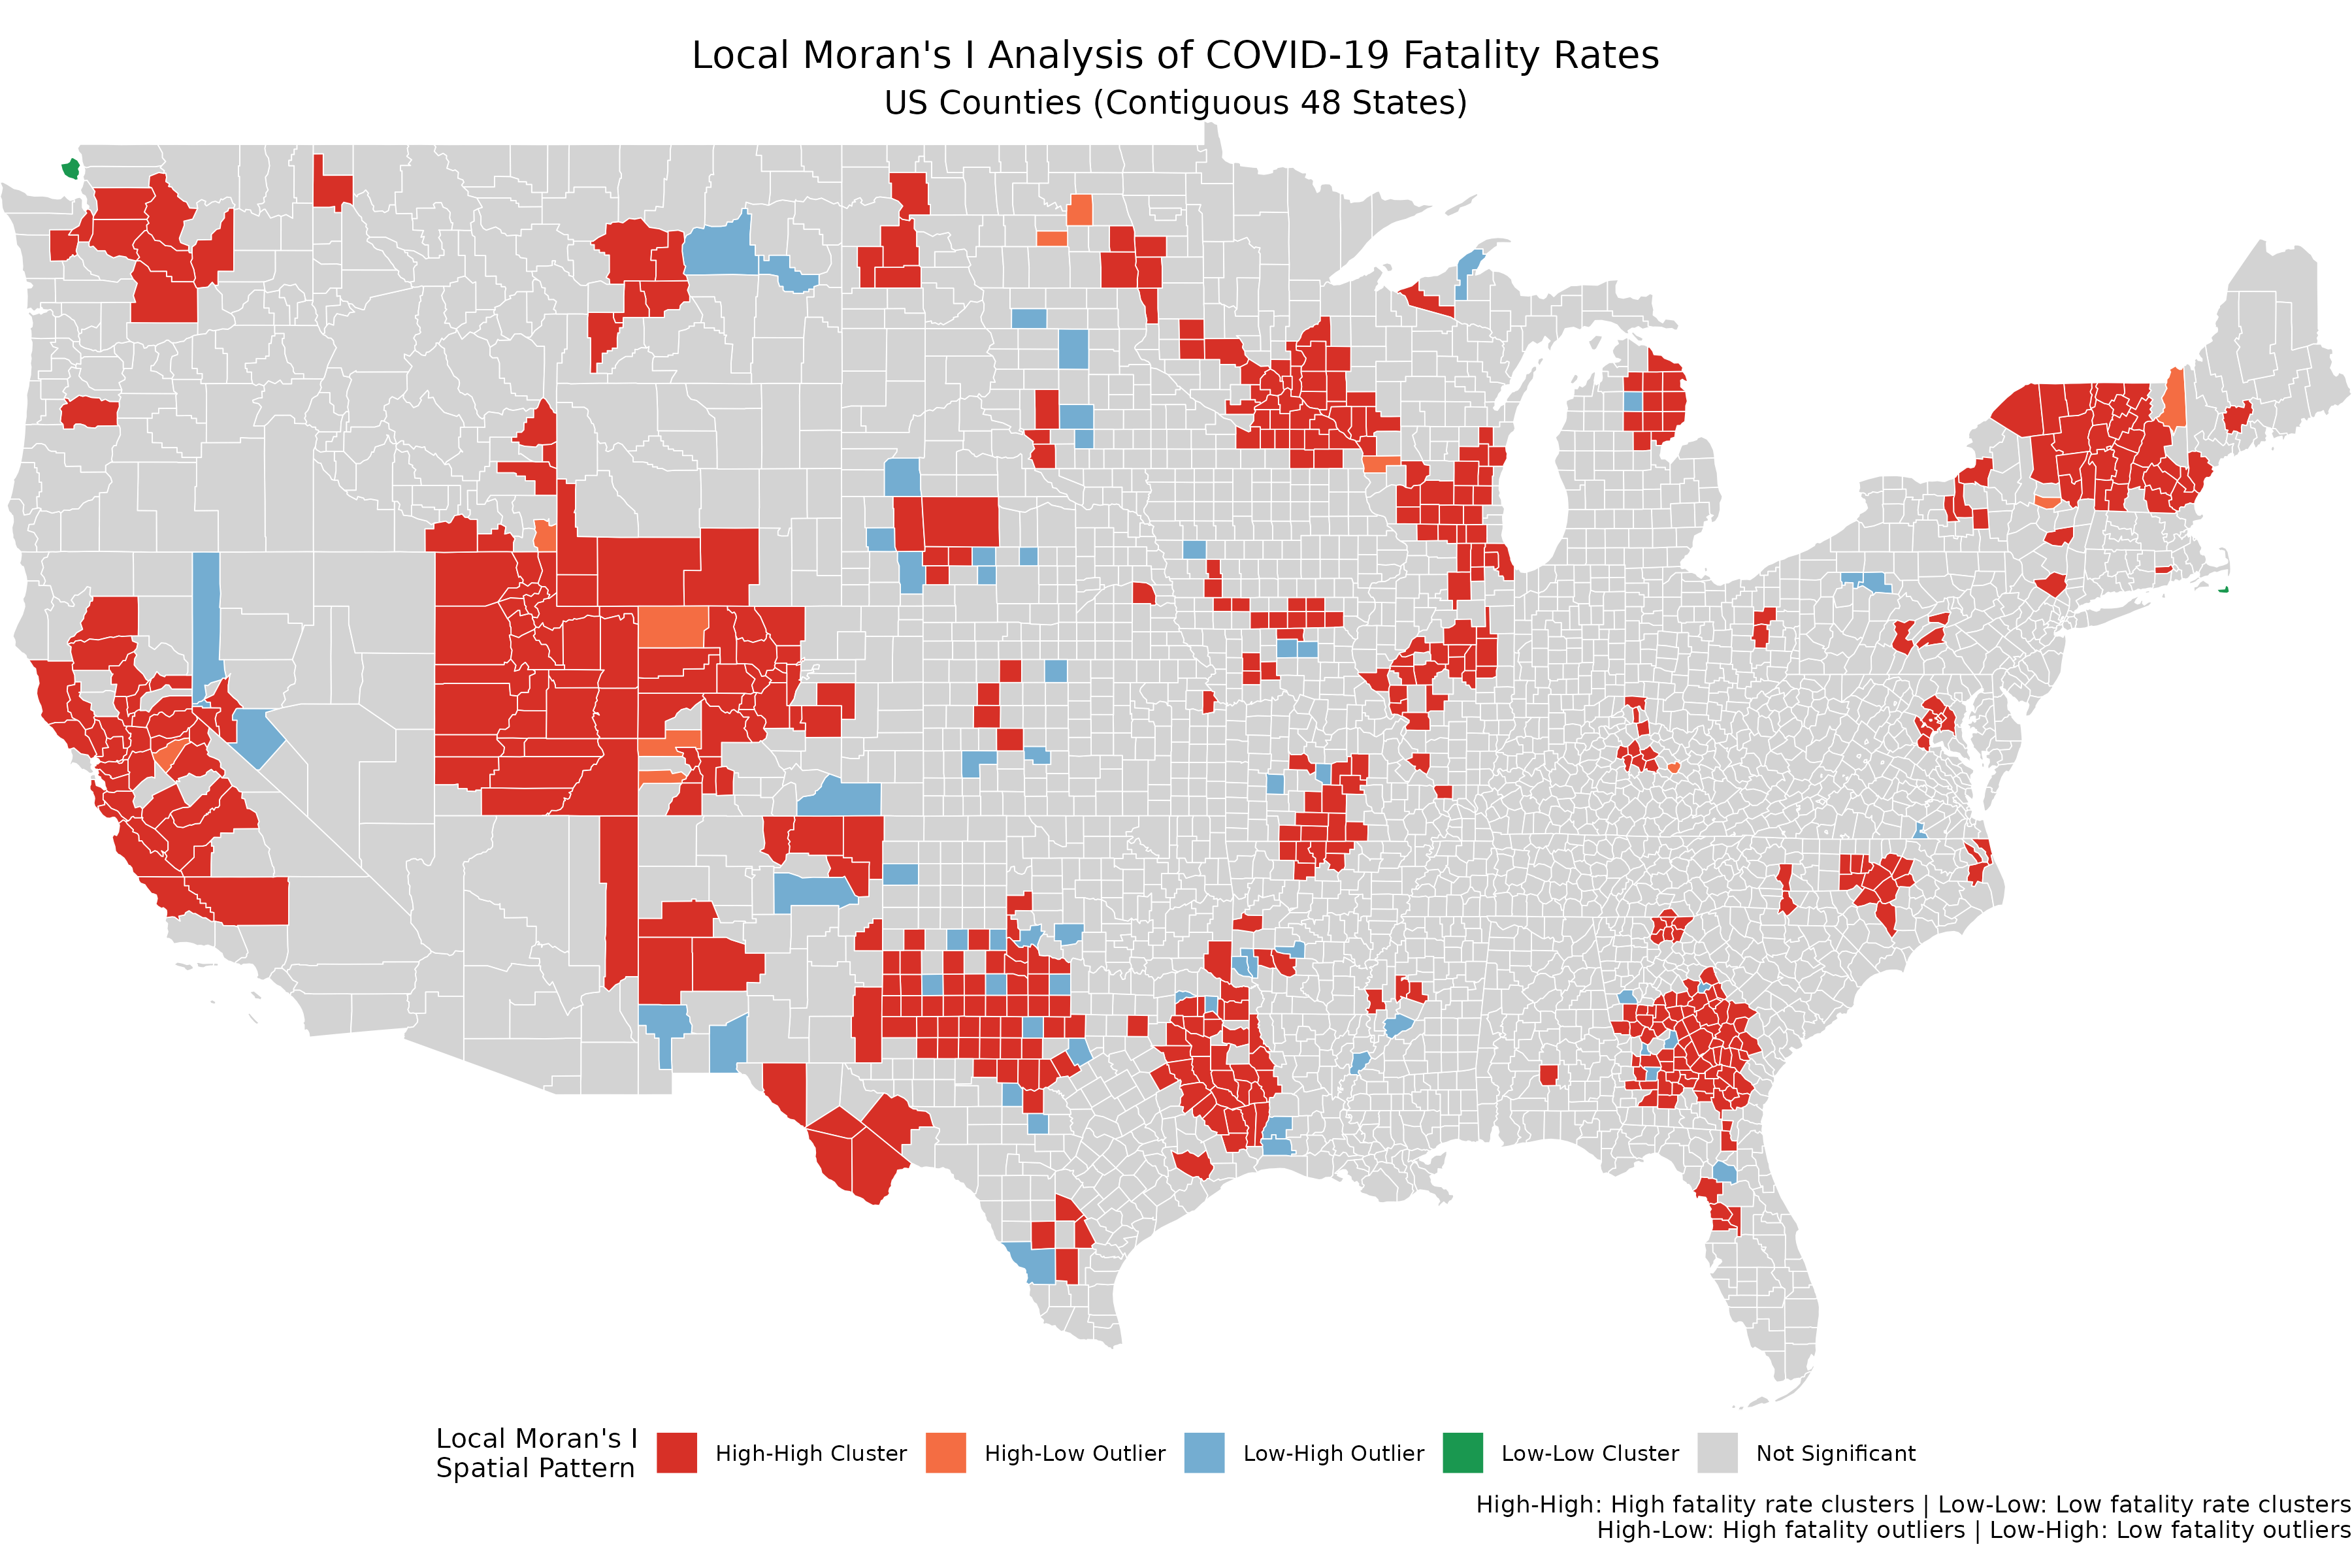 Local Moran's I Analysis of COVID-19 Fatality Rates
US Counties (Contiguous 48 States)
Local Moran's I
Spatial Pattern
High-High Cluster
High-Low Outlier
Low-High Outlier
Low-Low Cluster
Not Significant
High-High: High fatality rate clusters | Low-Low: Low fatality rate clusters
High-Low: High fatality outliers | Low-High: Low fatality outliers